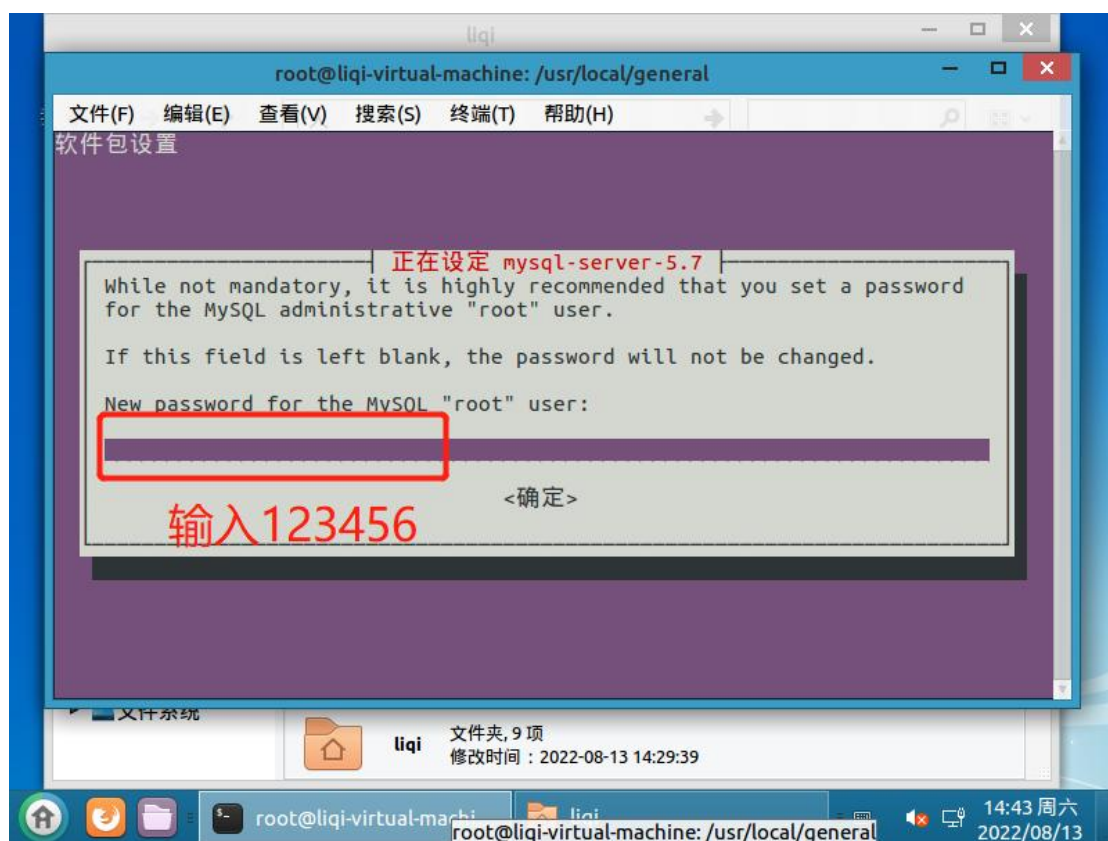 liqi
root@liqi-virtual-machine: /usr/local/general
文件(F) 编辑(E) 查看(V) 搜索(S) 终端(T) 帮助(H)
软件包设置
正在设定 mysql-server-5.7
While not mandatory, it is highly recommended that you set a password
for the MySQL administrative "root" user.
If this field is left blank, the password will not be changed.
New password for the MySQL "root" user:
<确定>
输入123456
文件系统
liqi
文件夹, 9 项
修改时间：2022-08-13 14:29:39
root@liqi-virtual-machi
liqi
root@liqi-virtual-machine: /usr/local/general
14:43 周六
2022/08/13